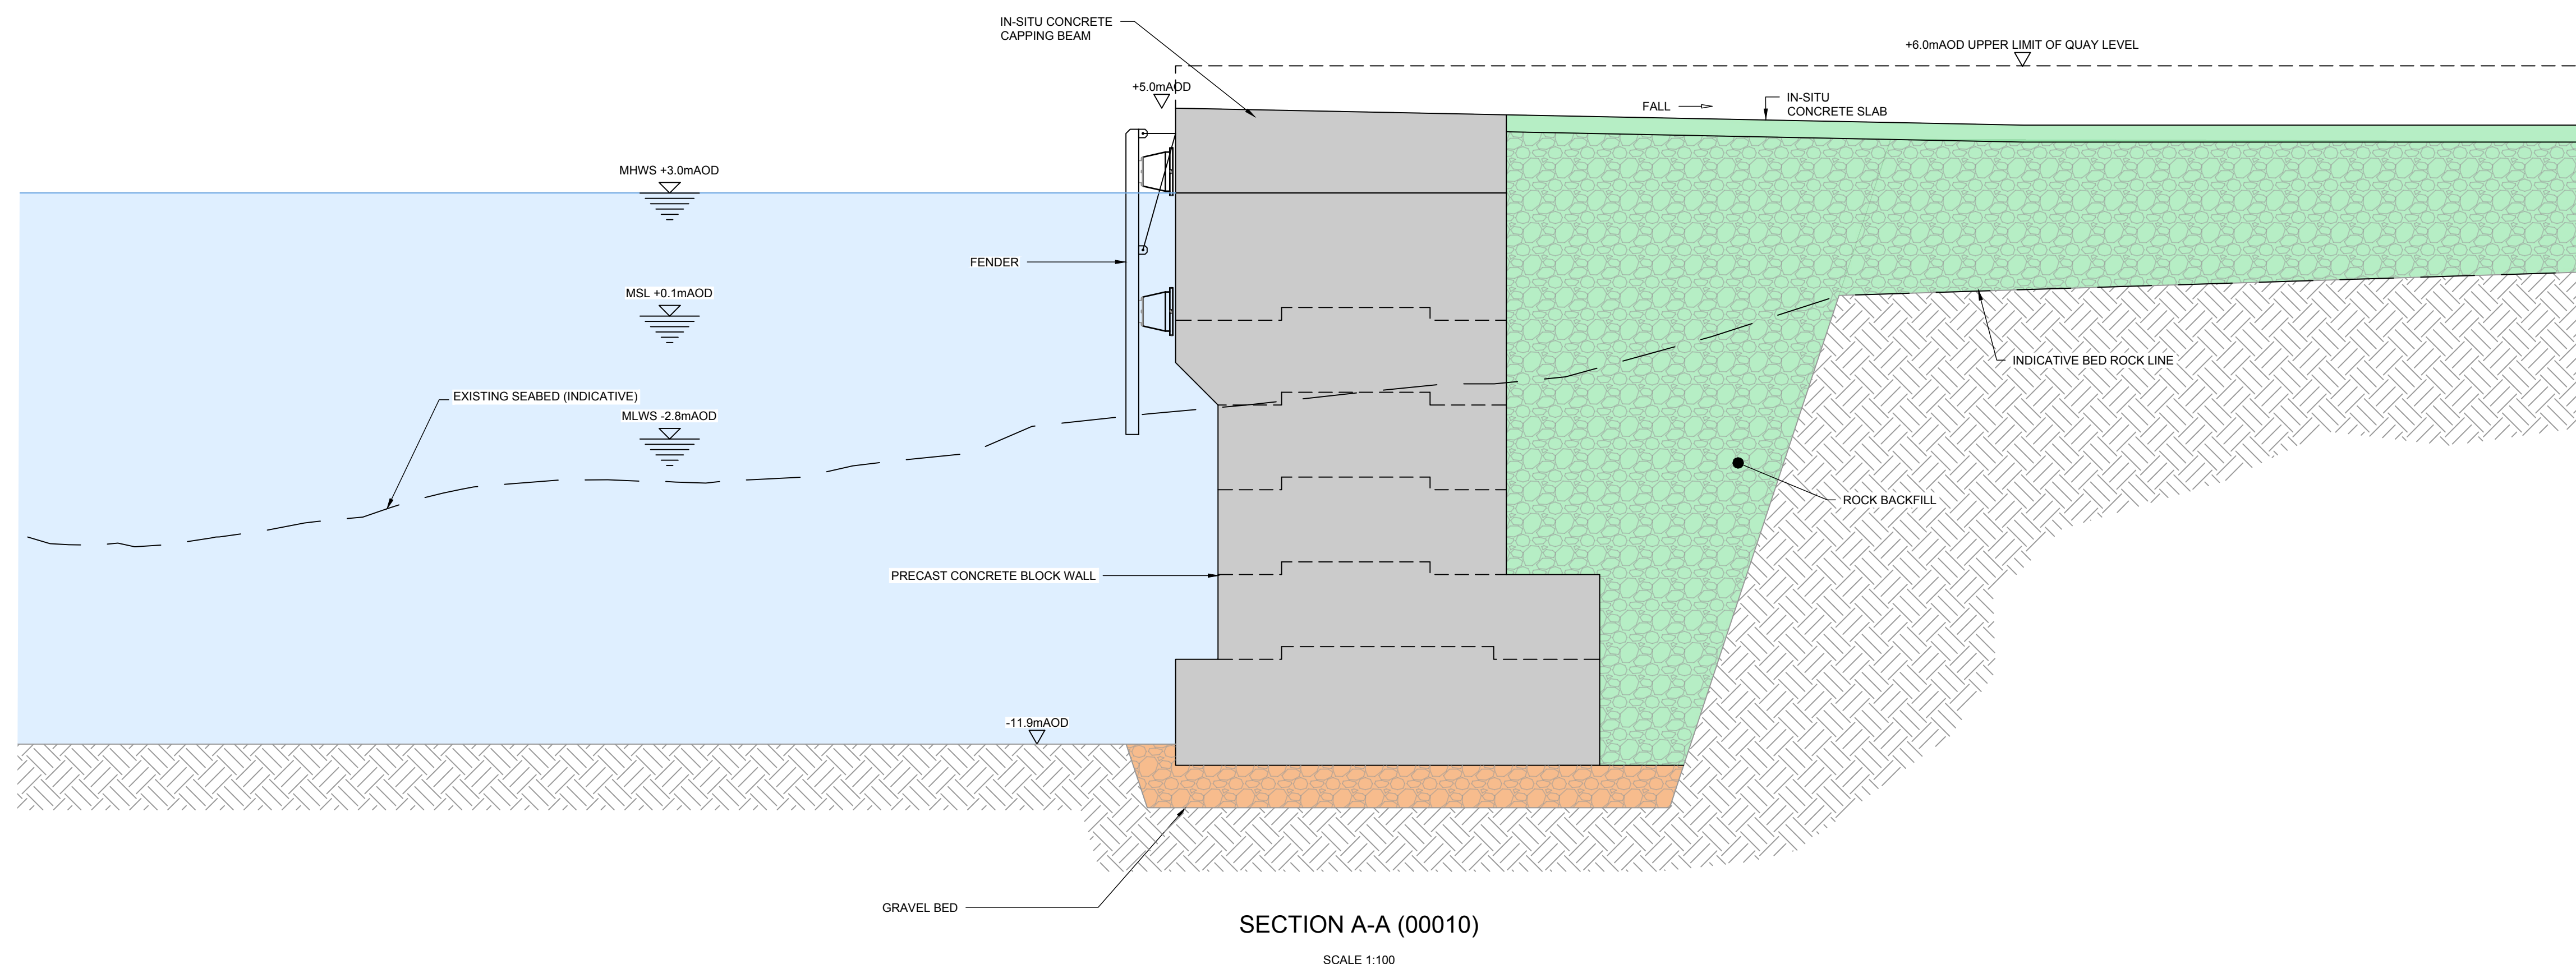 IN-SITU CONCRETE
CAPPING BEAM
+6.0mAOD UPPER LIMIT OF QUAY LEVEL
+5.0mAOD
FALL
IN-SITU
CONCRETE SLAB
MHWS +3.0mAOD
FENDER
MSL +0.1mAOD
INDICATIVE BED ROCK LINE
EXISTING SEABED (INDICATIVE)
MLWS -2.8mAOD
ROCK BACKFILL
PRECAST CONCRETE BLOCK WALL
-11.9mAOD
GRAVEL BED
SECTION A-A (00010)
SCALE 1:100